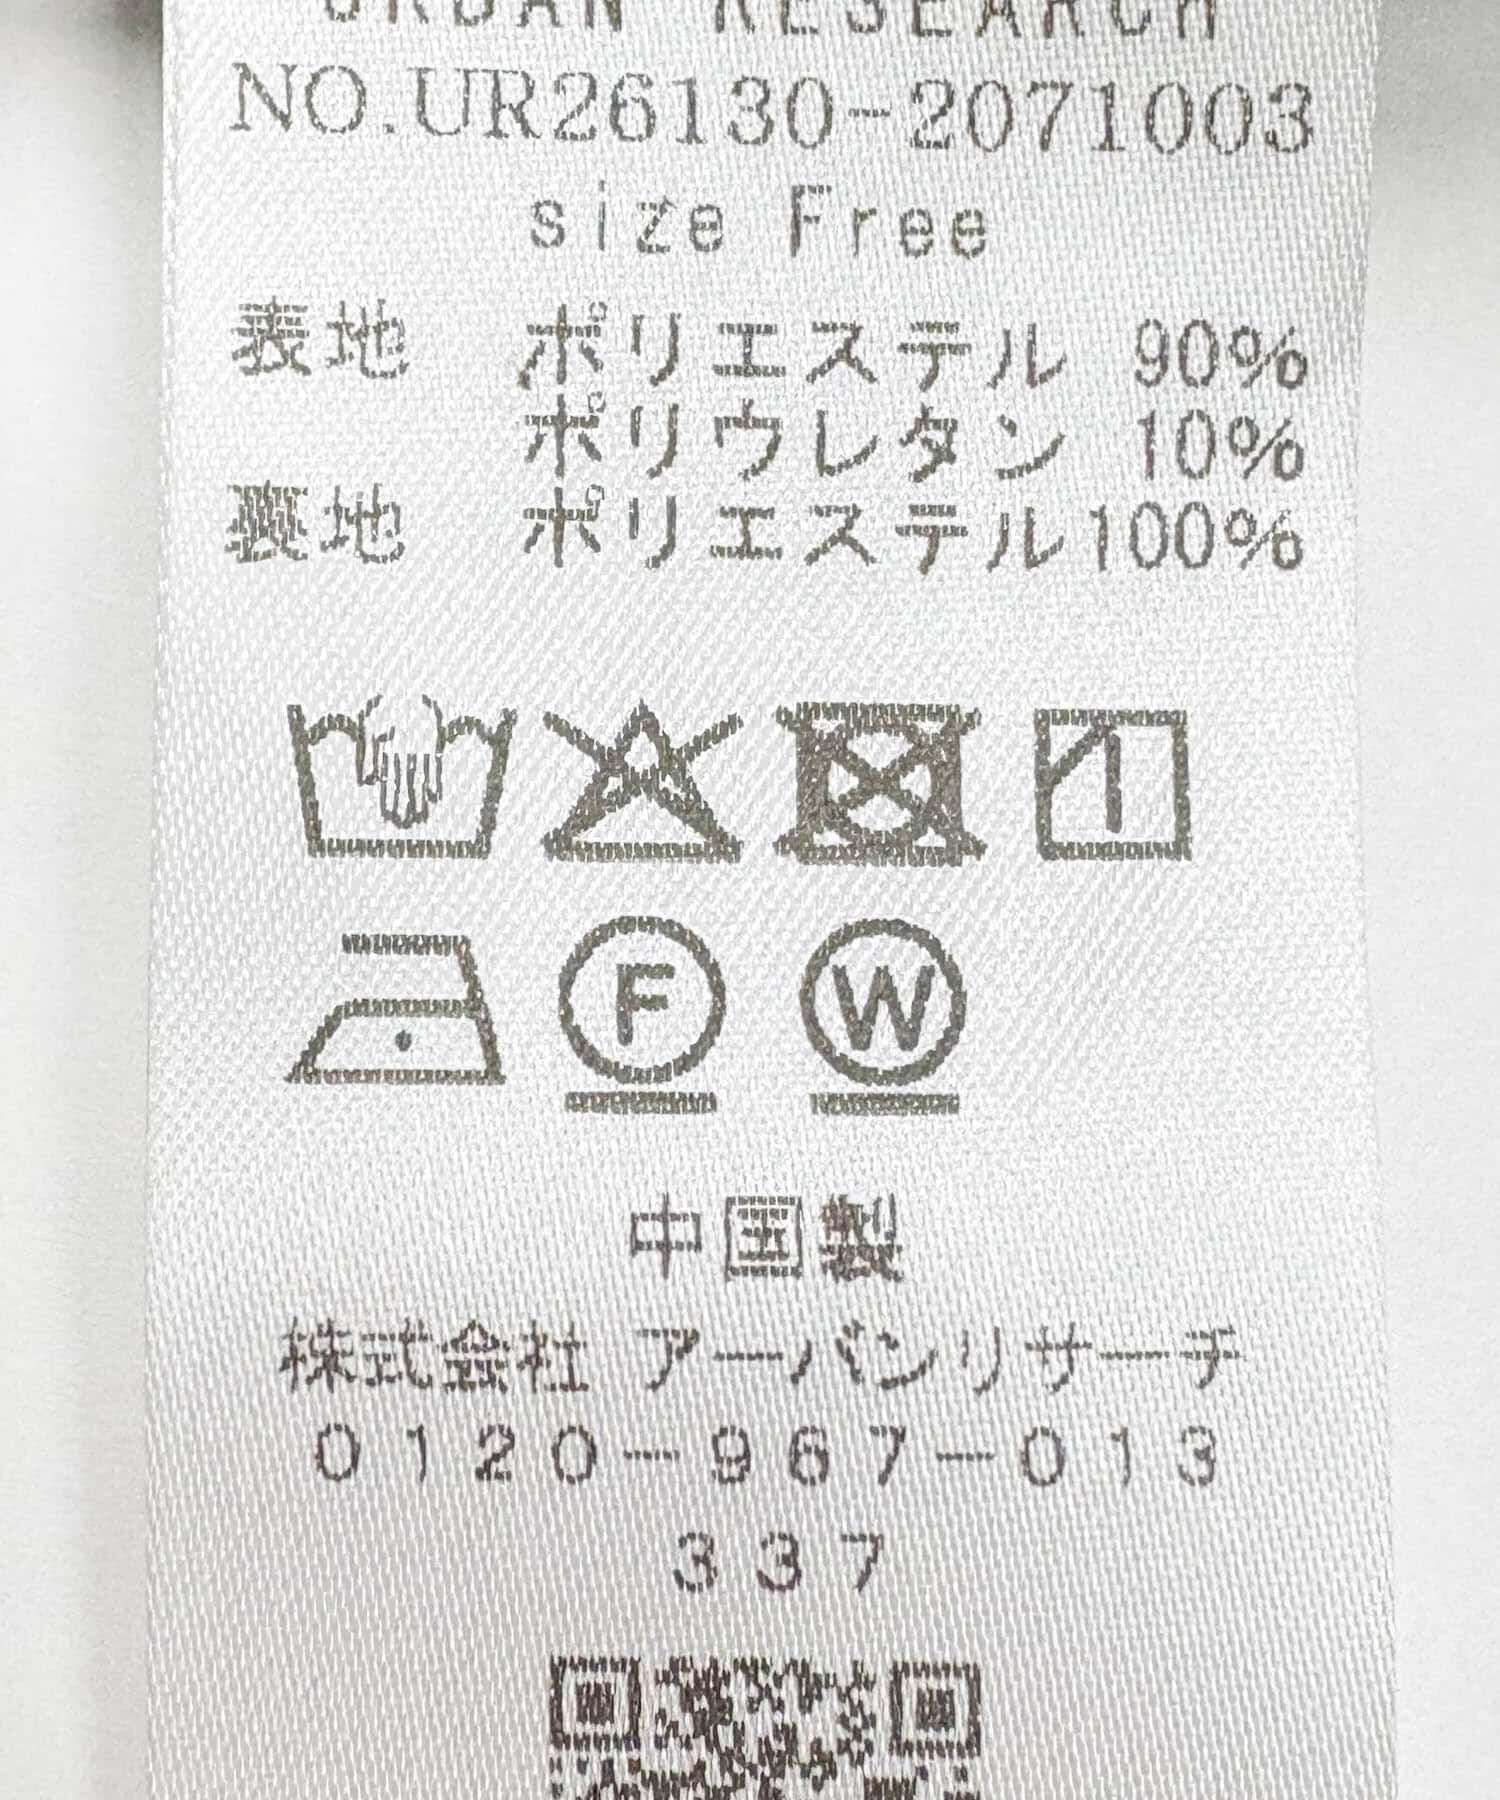 URBAN RESEARCH
NO.UR26130-2071003
size Free
表地 ポリエステル 90%
ポリウレタン 10%
裏地 ポリエステル100%
F W
中国製
株式会社 アーバンリサーチ
0120-967-013
337